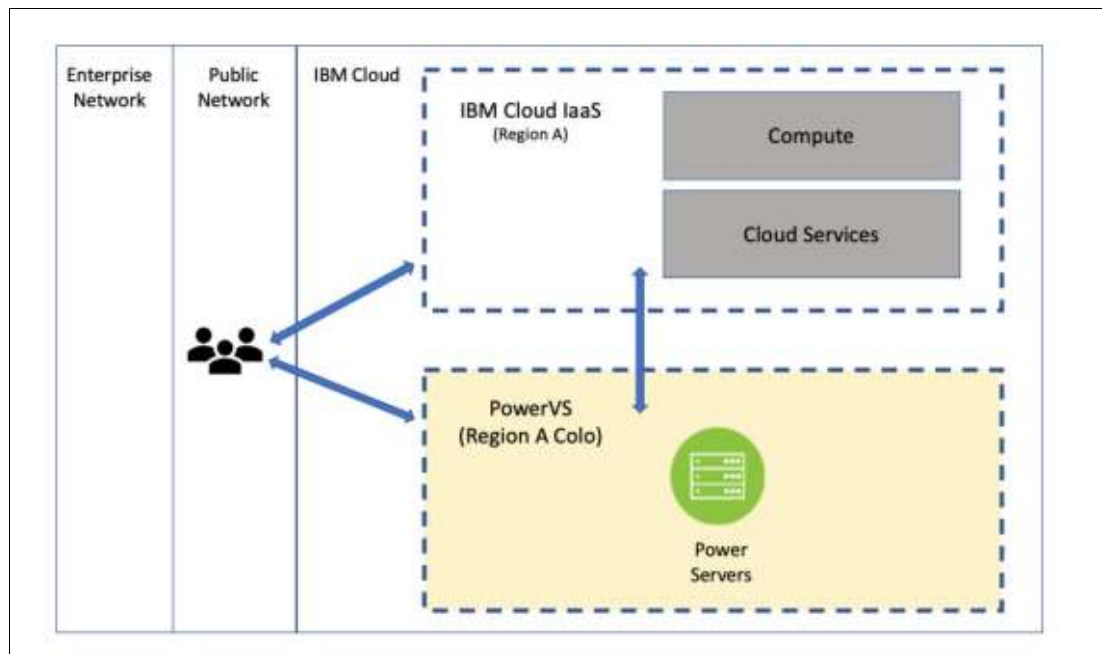 Enterprise
Network
Public
Network
IBM Cloud
IBM Cloud IaaS
(Region A)
Compute
Cloud Services
PowerVS
(Region A Colo)
Power
Servers